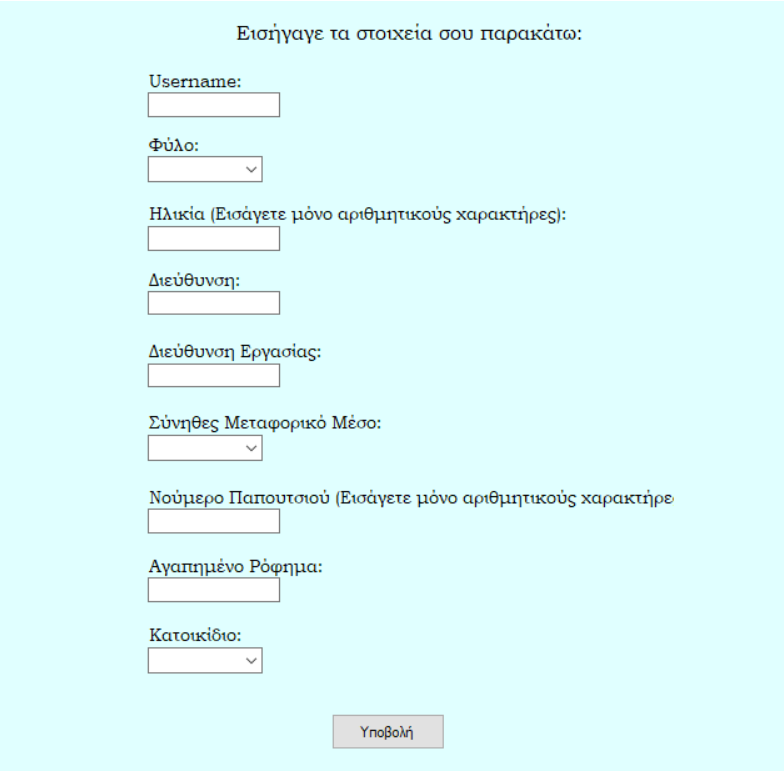 Εισήγαγε τα στοιχεία σου παρακάτω:
Username:
Φύλο:
Ηλικία (Εισάγετε μόνο αριθμητικούς χαρακτήρες):
Διεύθυνση:
Διεύθυνση Εργασίας:
Σύνηθες Μεταφορικό Μέσο:
Νούμερο Παπουτσιού (Εισάγετε μόνο αριθμητικούς χαρακτήρε
Αγαπημένο Ρόφημα:
Κατοικίδιο:
Υποβολή